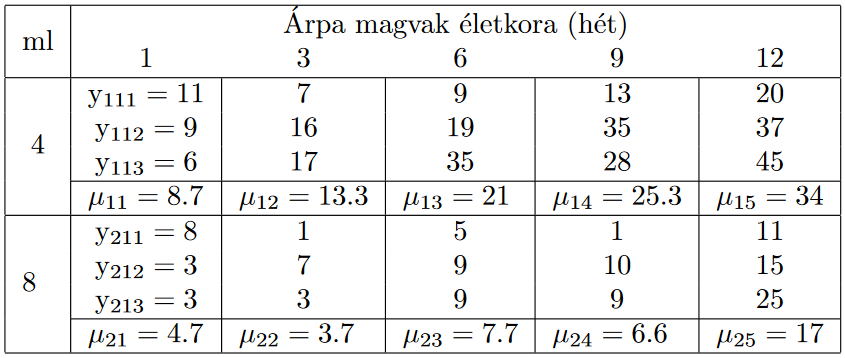 ml Árpa magvak életkora (hét)
1 3 6 9 12
4
y₁₁₁ = 11 7 9 13 20
y₁₁₂ = 9 16 19 35 37
y₁₁₃ = 6 17 35 28 45
μ₁₁ = 8.7 μ₁₂ = 13.3 μ₁₃ = 21 μ₁₄ = 25.3 μ₁₅ = 34
8
y₂₁₁ = 8 1 5 1 11
y₂₁₂ = 3 7 9 10 15
y₂₁₃ = 3 3 9 9 25
μ₂₁ = 4.7 μ₂₂ = 3.7 μ₂₃ = 7.7 μ₂₄ = 6.6 μ₂₅ = 17